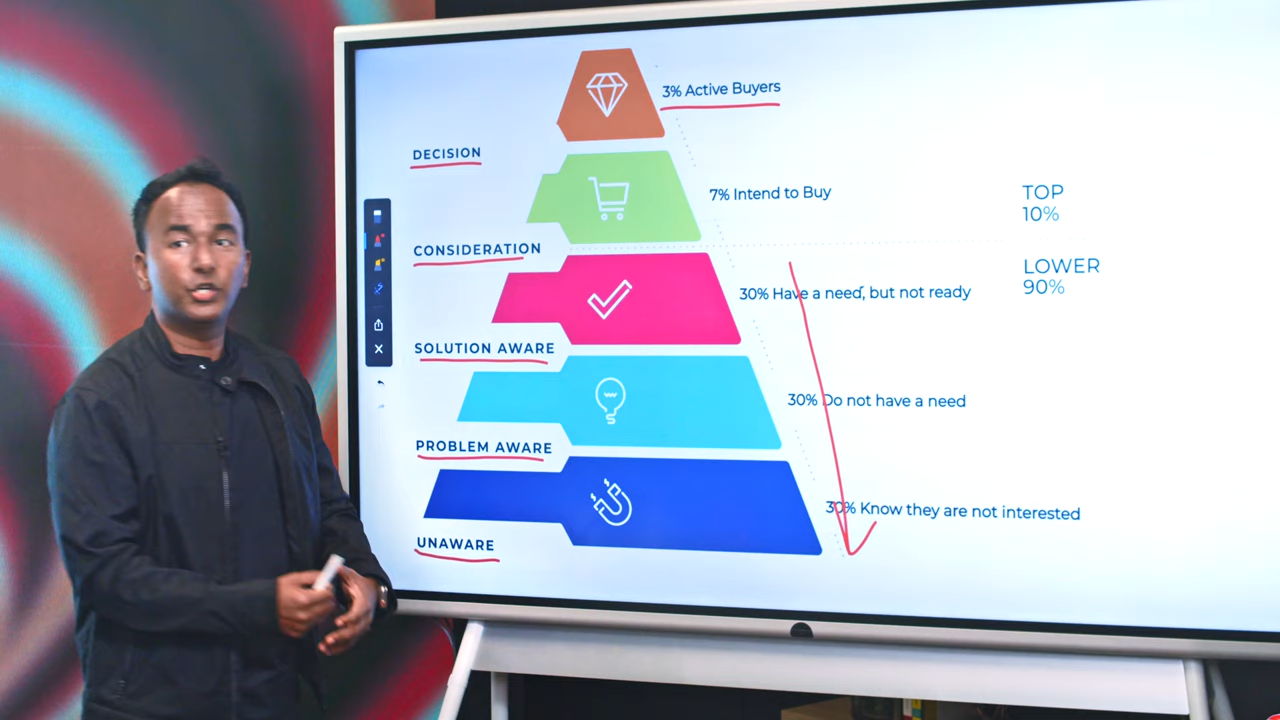 3% Active Buyers
DECISION
7% Intend to Buy
TOP
10%
CONSIDERATION
LOWER
90%
30% Have a need, but not ready
SOLUTION AWARE
30% Do not have a need
PROBLEM AWARE
30% Know they are not interested
UNAWARE